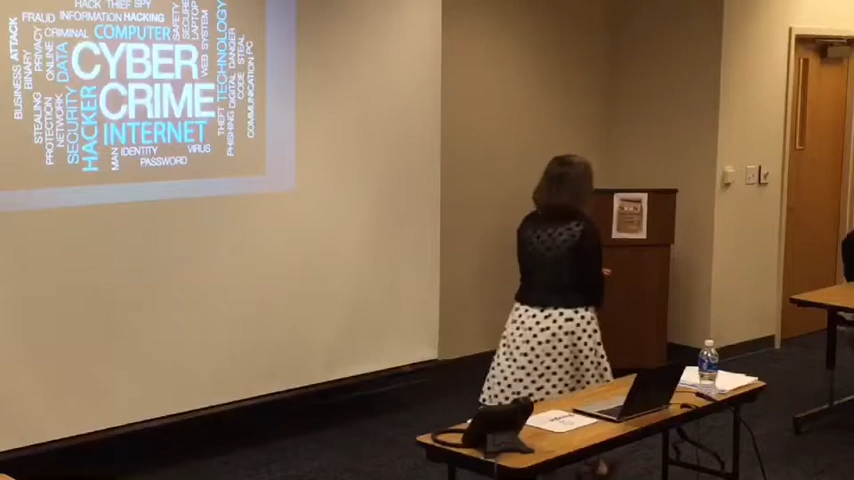 HACK THIEF SPY
FRAUD INFORMATION HACKING
CRIMINAL COMPUTER
CYBER
CRIME
INTERNET
MAN IDENTITY VIRUS
PASSWORD
BUSINESS ATTACK
BINARY
STEALING PRIVACY
PROTECTION ONLINE
NETWORK
SECURITY DATA
HACKER
SAFETY
SECURE
LAPTOP
WEB SYSTEM
THEFT TECHNOLOGY
PHISHING DIGITAL DANGER
CODE STEAL
COMMUNICATION PC